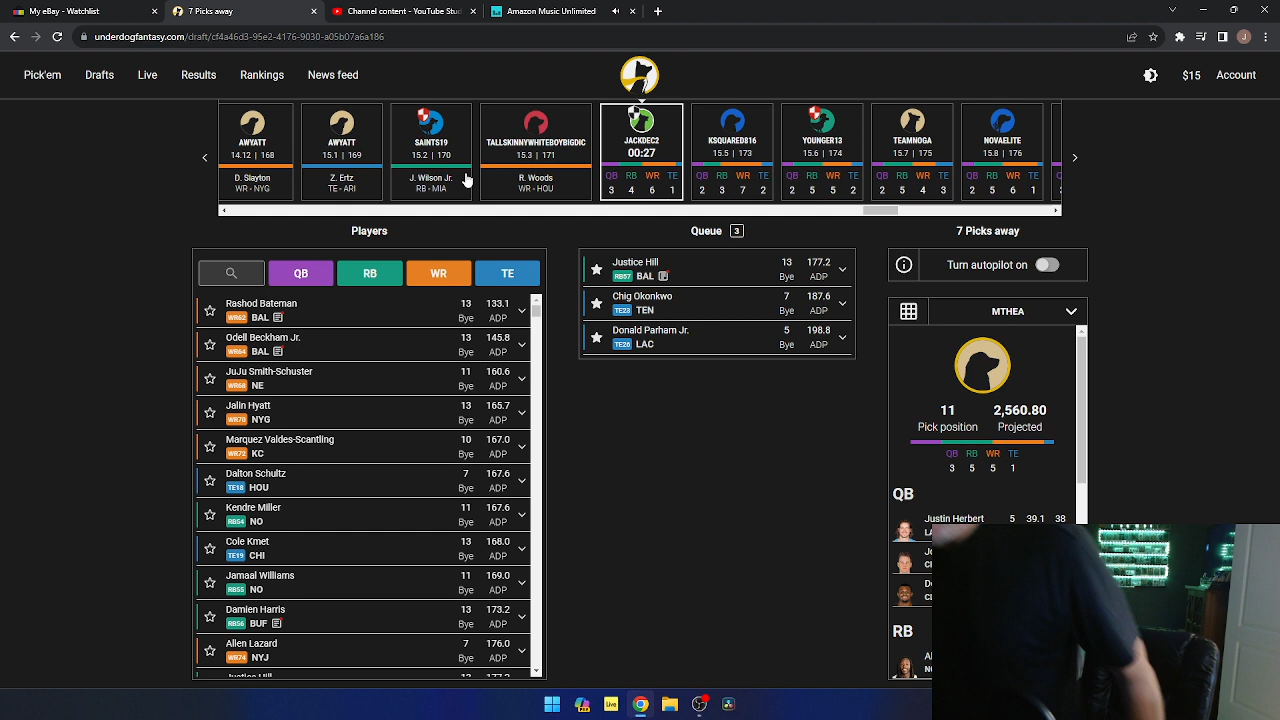 My eBay - Watchlist
7 Picks away
Channel content - YouTube Stud
Amazon Music Unlimited
underdogfantasy.com/draft/cf4a46d3-95e2-4176-9030-a05b07a6a186
J
Pick'em
Drafts
Live
Results
Rankings
News feed
$15
Account
AWYATT
14.12 | 168
D. Slayton
WR - NYG
AWYATT
15.1 | 169
Z. Ertz
TE - ARI
SAINTS19
15.2 | 170
J. Wilson Jr.
RB - MIA
TALLSKINNYWHITEBOYBIGDIC
15.3 | 171
R. Woods
WR - HOU
JACKDEC2
00:27
QB RB WR TE
3 4 6 1
KSQUARED816
15.5 | 173
QB RB WR TE
2 3 7 2
YOUNGER13
15.6 | 174
QB RB WR TE
2 5 5 2
TEAMNOGA
15.7 | 175
QB RB WR TE
2 5 4 3
NOVAELITE
15.8 | 176
QB RB WR TE
2 5 6 1
Players
QB
RB
WR
TE
Rashod Bateman 13 133.1
WR62 BAL Bye ADP
Odell Beckham Jr. 13 145.8
WR64 BAL Bye ADP
JuJu Smith-Schuster 11 160.6
WR68 NE Bye ADP
Jalin Hyatt 13 165.7
WR70 NYG Bye ADP
Marquez Valdes-Scantling 10 167.0
WR72 KC Bye ADP
Dalton Schultz 7 167.6
TE18 HOU Bye ADP
Kendre Miller 11 167.6
RB54 NO Bye ADP
Cole Kmet 13 168.0
TE19 CHI Bye ADP
Jamaal Williams 11 169.0
RB55 NO Bye ADP
Damien Harris 13 173.2
RB56 BUF Bye ADP
Allen Lazard 7 176.0
WR74 NYJ Bye ADP
Queue 3
Justice Hill 13 177.2
RB57 BAL Bye ADP
Chig Okonkwo 7 187.6
TE23 TEN Bye ADP
Donald Parham Jr. 5 198.8
TE26 LAC Bye ADP
7 Picks away
Turn autopilot on
MTHEA
11 2,560.80
Pick position Projected
QB RB WR TE
3 5 5 1
QB
Justin Herbert 5 39.1 38
RB
Live